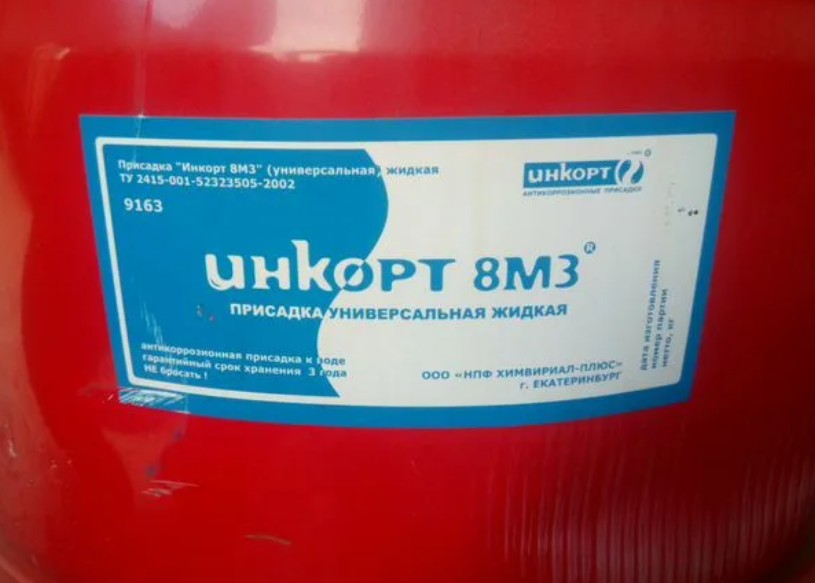 Присадка "Инкорт 8М3" (универсальная, жидкая
ТУ 2415-001-52323505-2002
9163
инкорт
®
АНТИКОРРОЗИОННЫЕ ПРИСАДКИ
инкорт 8М3®
ПРИСАДКА УНИВЕРСАЛЬНАЯ ЖИДКАЯ
антикоррозионная присадка к воде
гарантийный срок хранения 3 года
НЕ бросать !
ООО «НПФ ХИМВИРИАЛ-ПЛЮС»
г. ЕКАТЕРИНБУРГ
дата изготовления
номер партии
нетто, кг